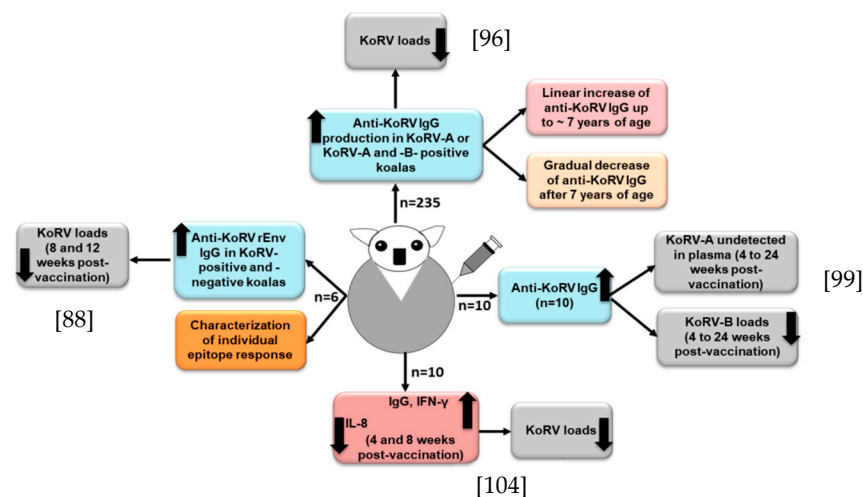 KoRV loads
[96]
Anti-KoRV IgG
production in KoRV-A or
KoRV-A and -B- positive
koalas
Linear increase of
anti-KoRV IgG up
to ~ 7 years of age
Gradual decrease
of anti-KoRV IgG
after 7 years of age
n=235
KoRV loads
(8 and 12
weeks post-
vaccination)
[88]
Anti-KoRV rEnv
IgG in KoRV-
positive and -
negative koalas
n=6
Characterization
of individual
epitope response
n=10
Anti-KoRV IgG
(n=10)
KoRV-A undetected
in plasma (4 to 24
weeks post-
vaccination)
[99]
KoRV-B loads
(4 to 24 weeks
post-vaccination)
n=10
IgG, IFN-γ
IL-8
(4 and 8 weeks
post-vaccination)
KoRV loads
[104]